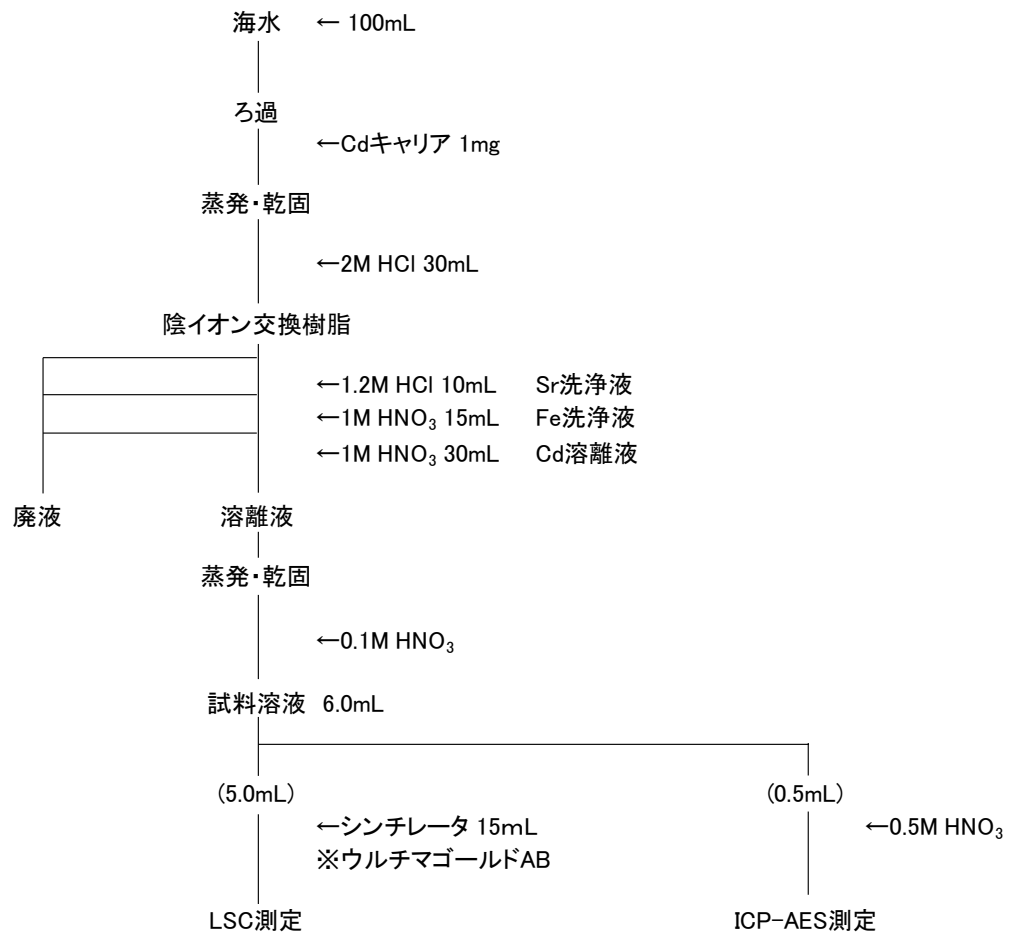 海水 ← 100mL
ろ過
←Cdキャリア 1mg
蒸発・乾固
←2M HCl 30mL
陰イオン交換樹脂
←1.2M HCl 10mL Sr洗浄液
←1M HNO₃ 15mL Fe洗浄液
←1M HNO₃ 30mL Cd溶離液
廃液 溶離液
蒸発・乾固
←0.1M HNO₃
試料溶液 6.0mL
(5.0mL) (0.5mL)
←シンチレータ 15mL ←0.5M HNO₃
※ウルチマゴールドAB
LSC測定 ICP-AES測定